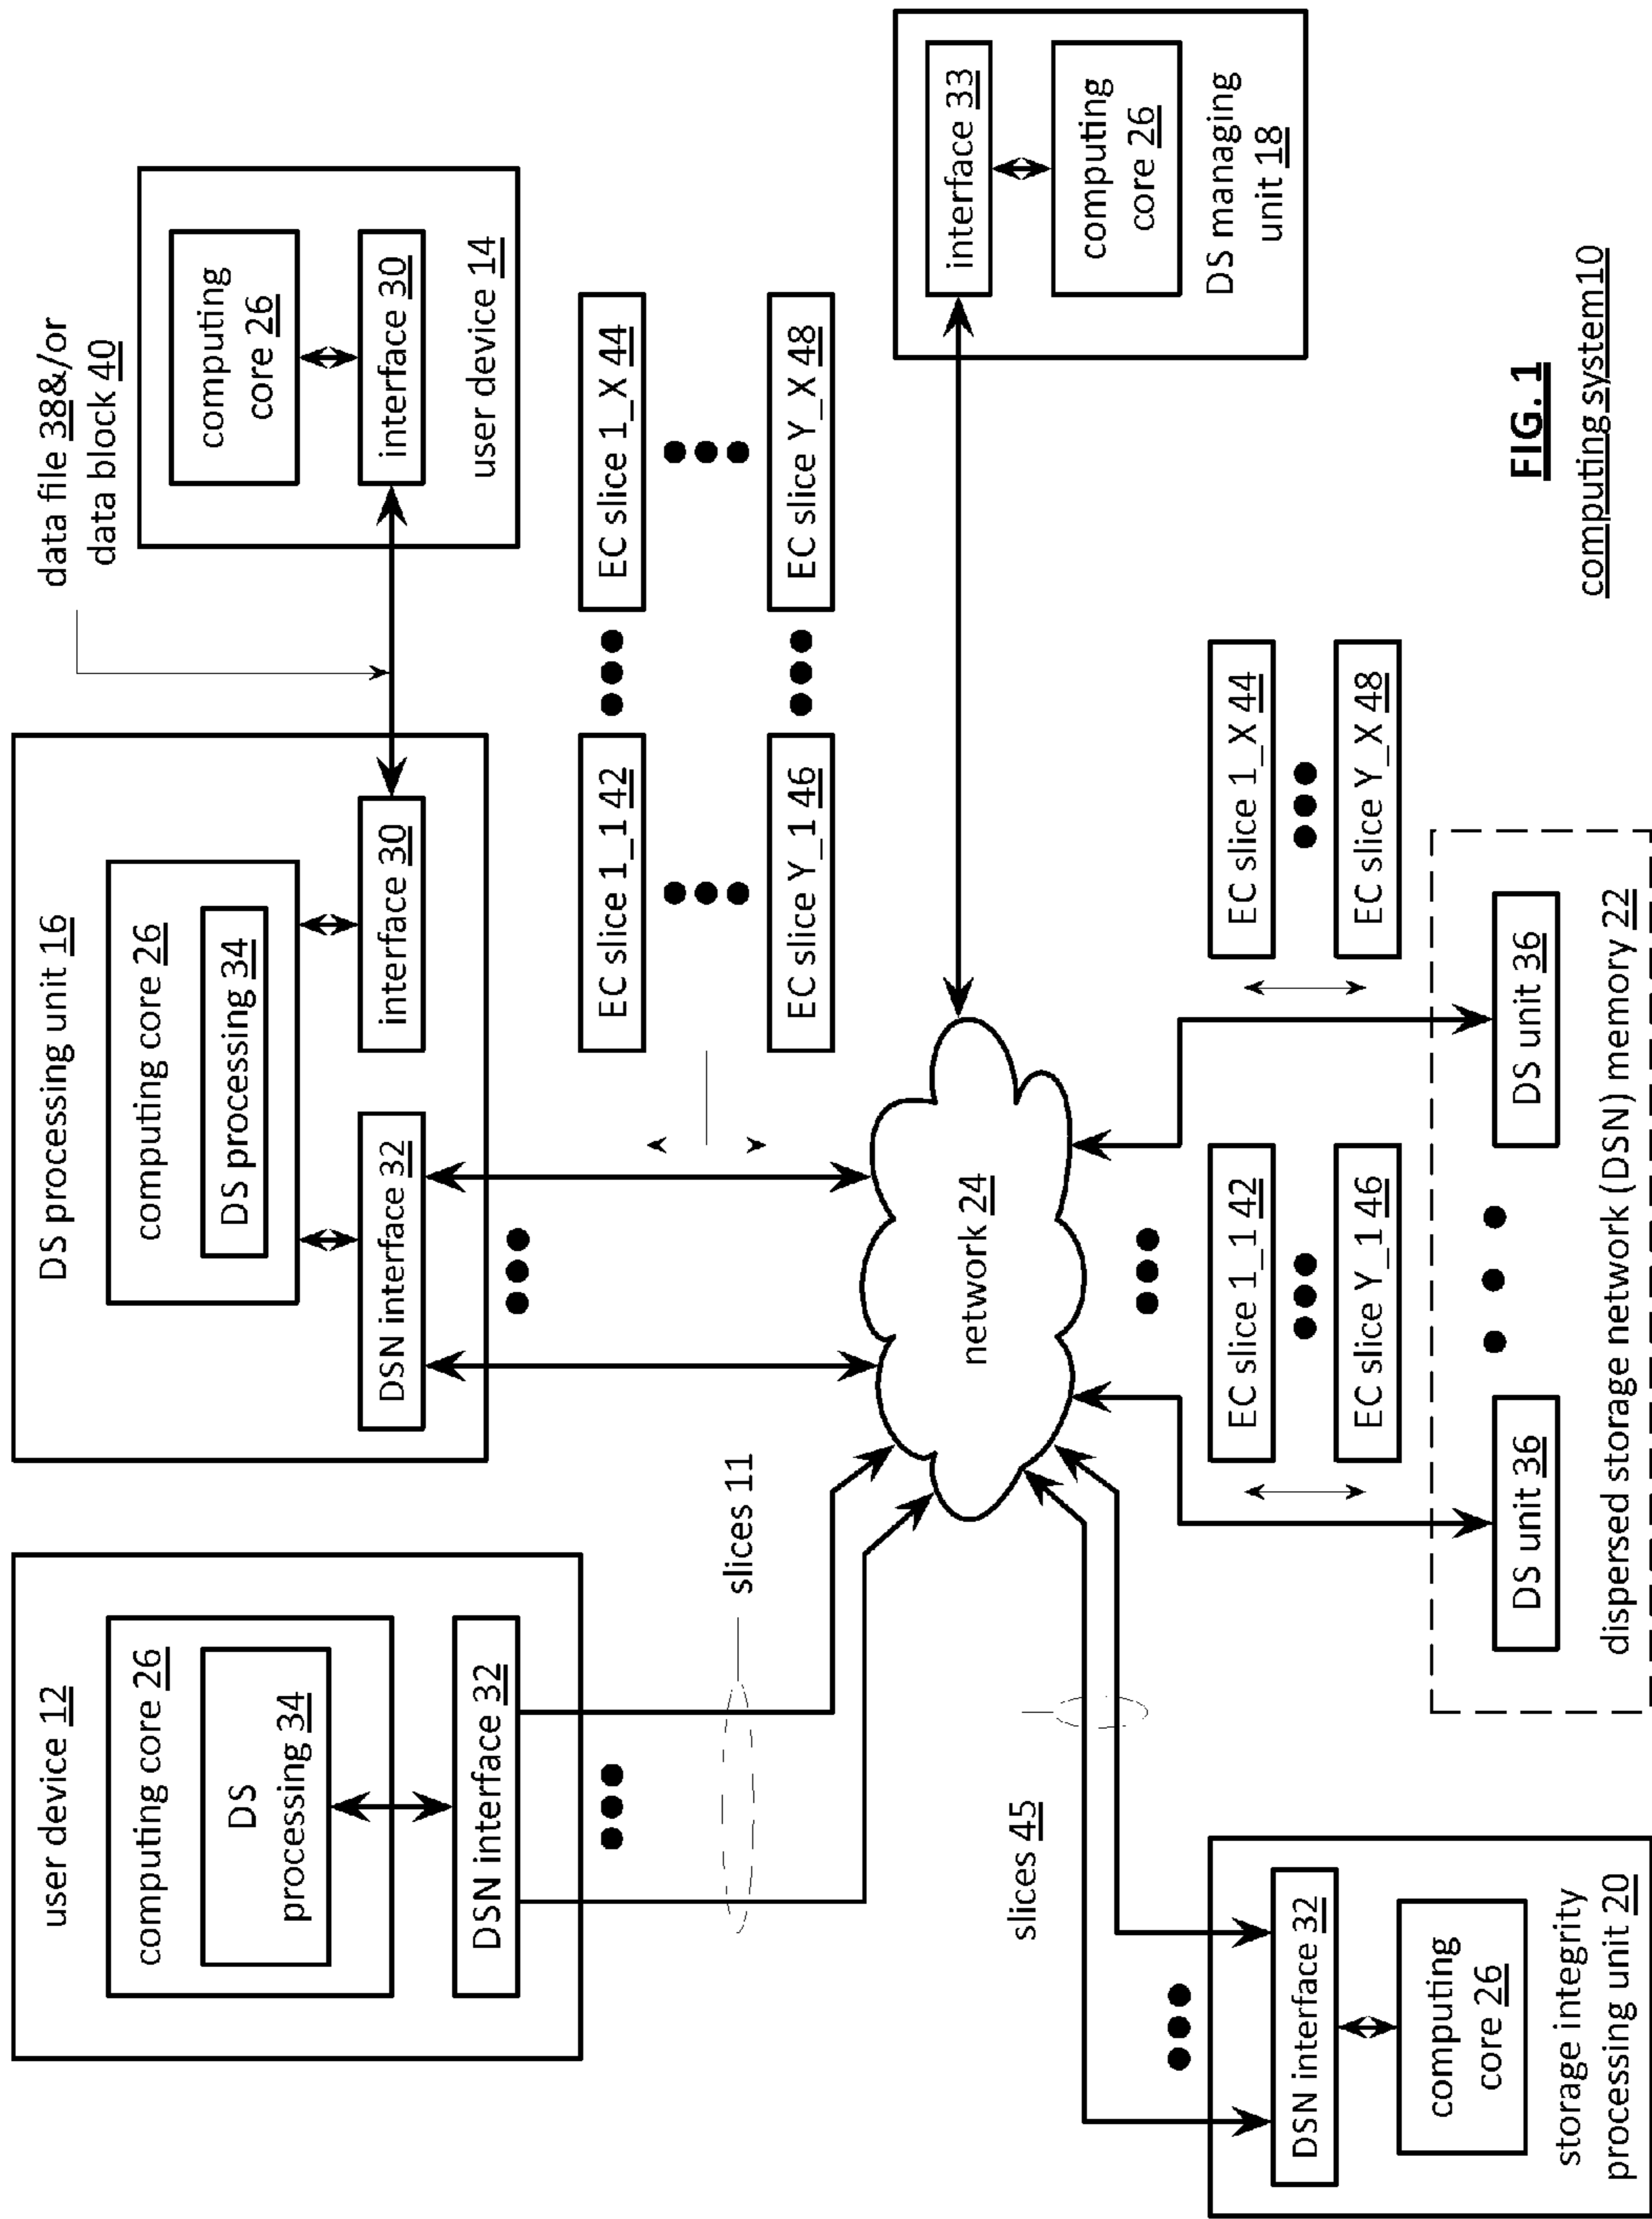 user device 12
computing core 26
DS
processing 34
DSN interface 32
DS processing unit 16
computing core 26
DS processing 34
DSN interface 32
interface 30
data file 38&/or
data block 40
computing
core 26
interface 30
user device 14
slices 11
EC slice 1_1 42
EC slice 1_X 44
EC slice Y_1 46
EC slice Y_X 48
network 24
interface 33
computing
core 26
DS managing
unit 18
slices 45
DSN interface 32
computing
core 26
storage integrity
processing unit 20
EC slice 1_1 42
EC slice Y_1 46
EC slice 1_X 44
EC slice Y_X 48
DS unit 36
DS unit 36
dispersed storage network (DSN) memory 22
FIG. 1
computing system10